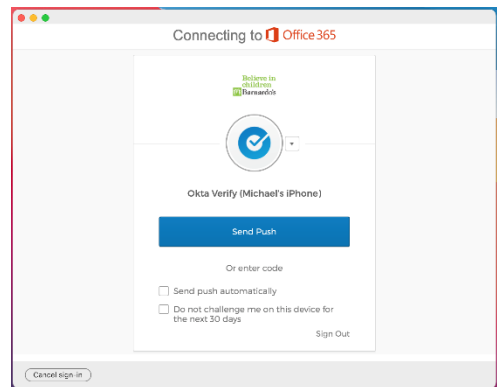 Connecting to Office 365
Believe in
children
Barnardo's
Okta Verify (Michael's iPhone)
Send Push
Or enter code
Send push automatically
Do not challenge me on this device for
the next 30 days
Sign Out
Cancel sign-in